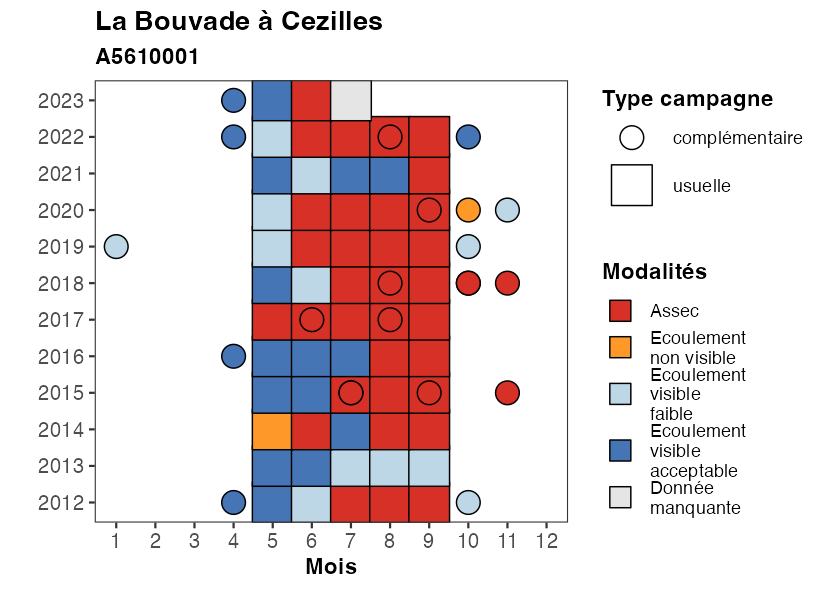 La Bouvade à Cezilles
A5610001
2023
2022
2021
2020
2019
2018
2017
2016
2015
2014
2013
2012
1 2 3 4 5 6 7 8 9 10 11 12
Mois
Type campagne
complémentaire
usuelle
Modalités
Assec
Ecoulement
non visible
Ecoulement
visible
faible
Ecoulement
visible
acceptable
Donnée
manquante